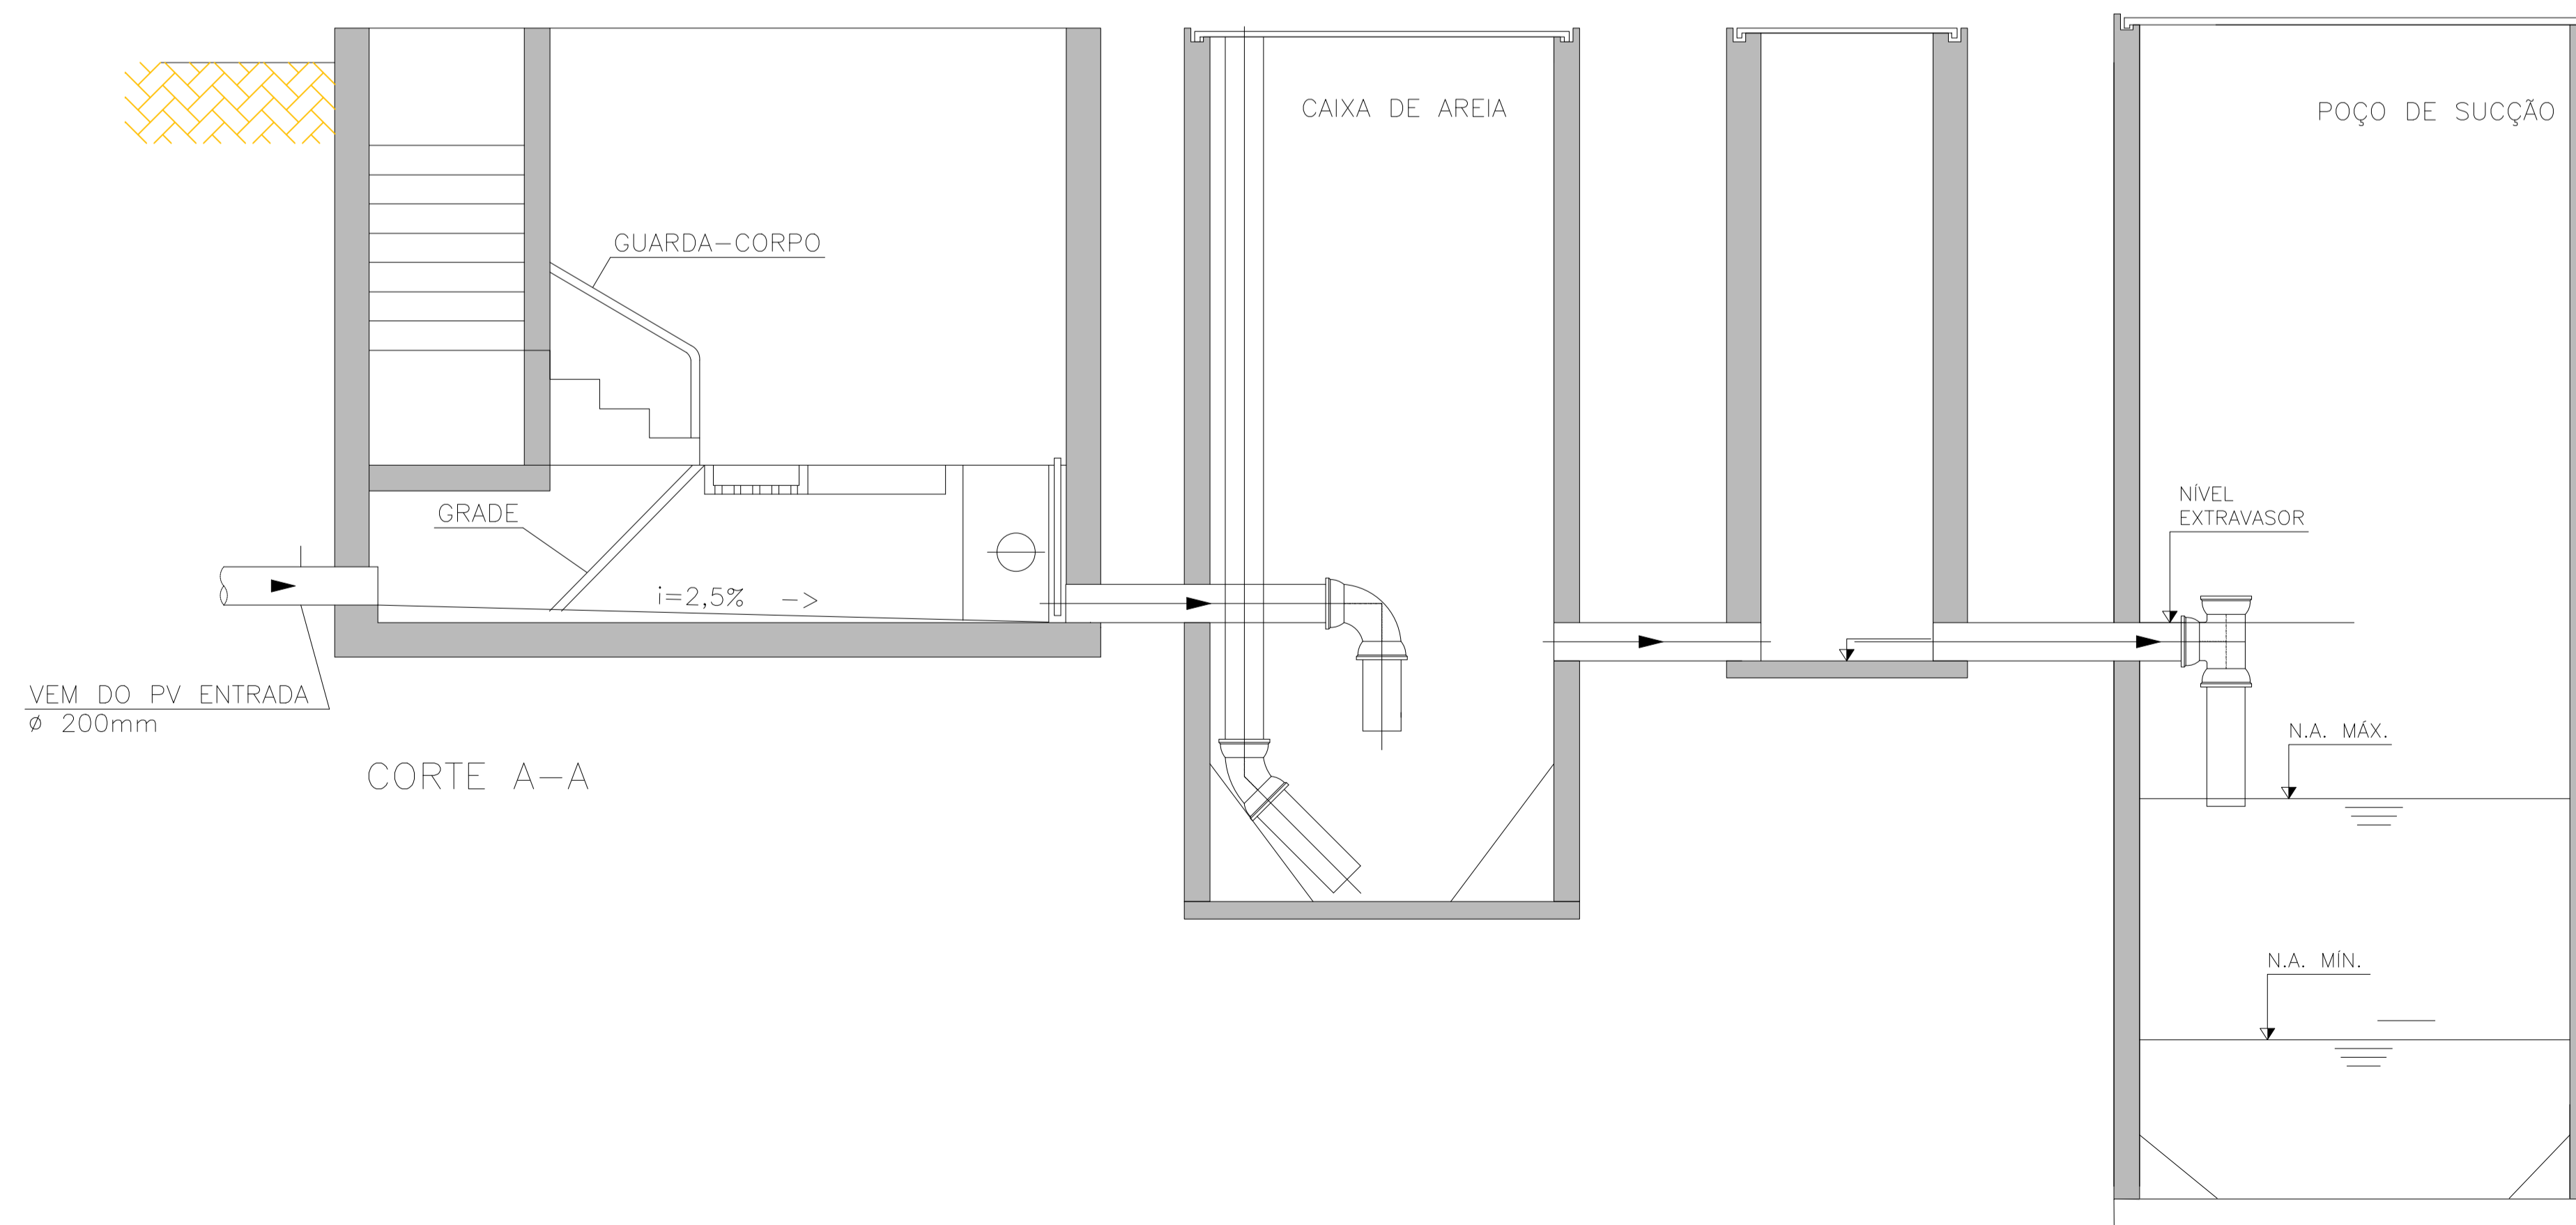 CAIXA DE AREIA
POÇO DE SUCÇÃO
GUARDA-CORPO
GRADE
NÍVEL
EXTRAVASOR
i=2,5% ->
VEM DO PV ENTRADA
ø 200mm
N.A. MÁX.
CORTE A-A
N.A. MÍN.